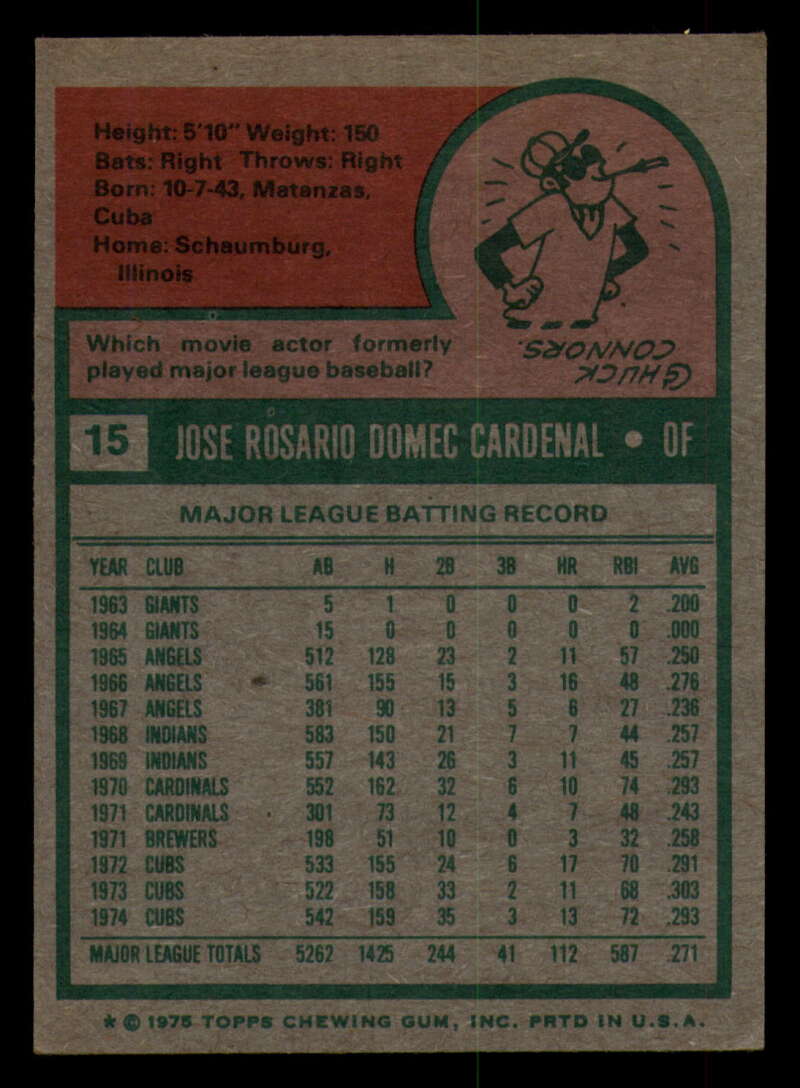 Height: 5'10" Weight: 150
Bats: Right Throws: Right
Born: 10-7-43, Matanzas,
Cuba
Home: Schaumburg,
Illinois
Which movie actor formerly
played major league baseball?
CHUCK
CONNORS.
15 JOSE ROSARIO DOMEC CARDENAL • OF
MAJOR LEAGUE BATTING RECORD
YEAR CLUB AB H 2B 3B HR RBI AVG
1963 GIANTS 5 1 0 0 0 2 .200
1964 GIANTS 15 0 0 0 0 0 .000
1965 ANGELS 512 128 23 2 11 57 .250
1966 ANGELS 561 155 15 3 16 48 .276
1967 ANGELS 381 90 13 5 6 27 .236
1968 INDIANS 583 150 21 7 7 44 .257
1969 INDIANS 557 143 26 3 11 45 .257
1970 CARDINALS 552 162 32 6 10 74 .293
1971 CARDINALS 301 73 12 4 7 48 .243
1971 BREWERS 198 51 10 0 3 32 .258
1972 CUBS 533 155 24 6 17 70 .291
1973 CUBS 522 158 33 2 11 68 .303
1974 CUBS 542 159 35 3 13 72 .293
MAJOR LEAGUE TOTALS 5262 1425 244 41 112 587 .271
* © 1975 TOPPS CHEWING GUM, INC. PRTD IN U.S.A.